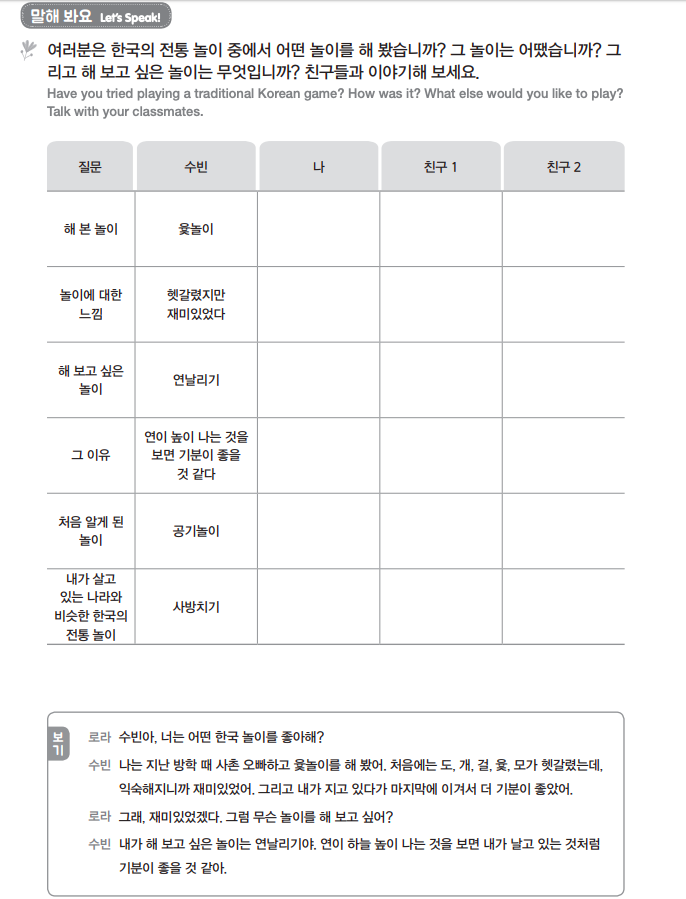 말해 봐요 Let's Speak!
여러분은 한국의 전통 놀이 중에서 어떤 놀이를 해 봤습니까? 그 놀이는 어땠습니까? 그
리고 해 보고 싶은 놀이는 무엇입니까? 친구들과 이야기해 보세요.
Have you tried playing a traditional Korean game? How was it? What else would you like to play?
Talk with your classmates.
질문 수빈 나 친구 1 친구 2
해 본 놀이 윷놀이
놀이에 대한
느낌
헷갈렸지만
재미있었다
해 보고 싶은
놀이
연날리기
그 이유
연이 높이 나는 것을
보면 기분이 좋을
것 같다
처음 알게 된
놀이
공기놀이
내가 살고
있는 나라와
비슷한 한국의
전통 놀이
사방치기
보기
로라 수빈아, 너는 어떤 한국 놀이를 좋아해?
수빈 나는 지난 방학 때 사촌 오빠하고 윷놀이를 해 봤어. 처음에는 도, 개, 걸, 윷, 모가 헷갈렸는데,
익숙해지니까 재미있었어. 그리고 내가 지고 있다가 마지막에 이겨서 더 기분이 좋았어.
로라 그래, 재미있었겠다. 그럼 무슨 놀이를 해 보고 싶어?
수빈 내가 해 보고 싶은 놀이는 연날리기야. 연이 하늘 높이 나는 것을 보면 내가 날고 있는 것처럼
기분이 좋을 것 같아.